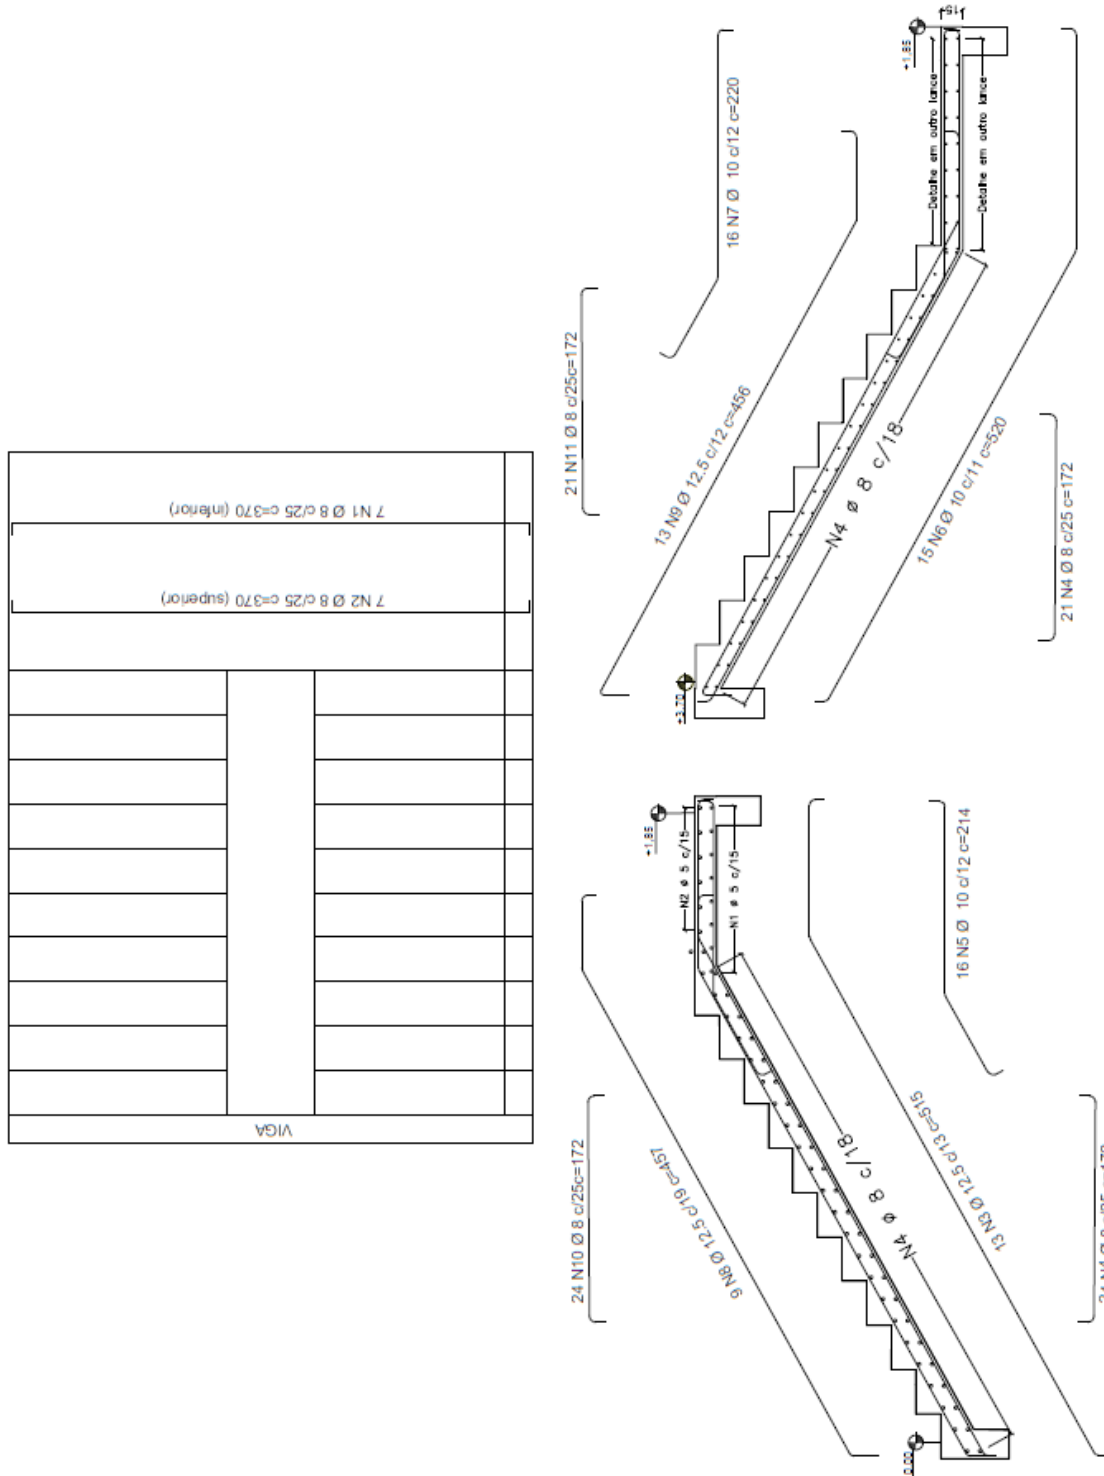 7 N1 Ø 8 c/25 c=370 (inferior)
7 N2 Ø 8 c/25 c=370 (superior)
VIGA
15
+1.85
Detalhe em outro lance
Detalhe em outro lance
16 N7 Ø 10 c/12 c=220
21 N11 Ø 8 c/25c=172
13 N9 Ø 12.5 c/12 c=456
N4 ø 8 c/18
15 N6 Ø 10 c/11 c=520
21 N4 Ø 8 c/25 c=172
+3.70
+1.85
N2 ø 5 c/15
N1 ø 5 c/15
16 N5 Ø 10 c/12 c=214
24 N10 Ø 8 c/25c=172
9 N8 Ø 12.5 c/19 c=457
N4 ø 8 c/18
13 N3 Ø 12.5 c/13 c=515
0.00